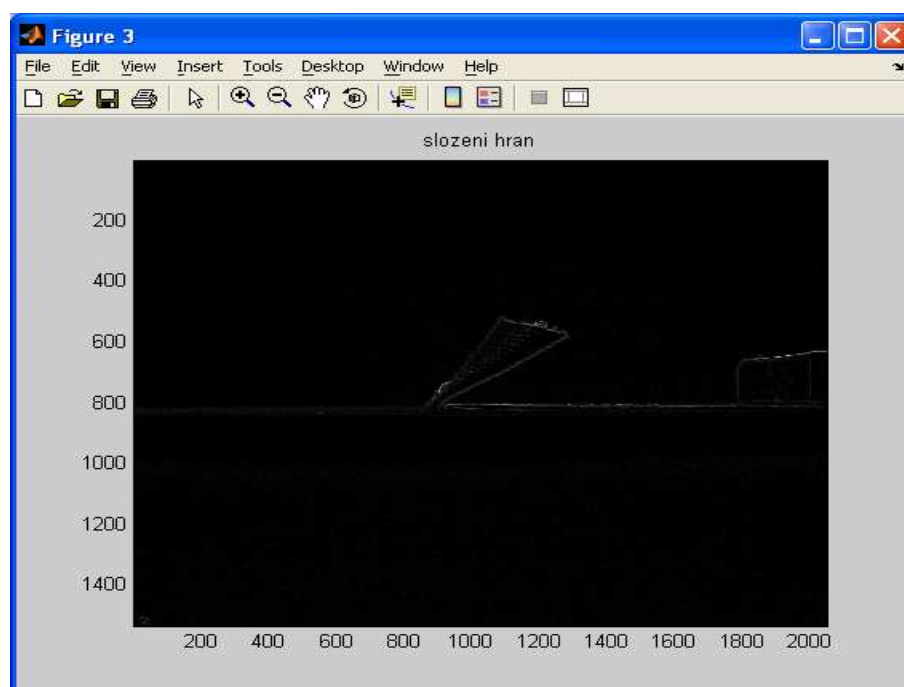 Figure 3
File Edit View Insert Tools Desktop Window Help
slozeni hran
200
400
600
800
1000
1200
1400
200 400 600 800 1000 1200 1400 1600 1800 2000